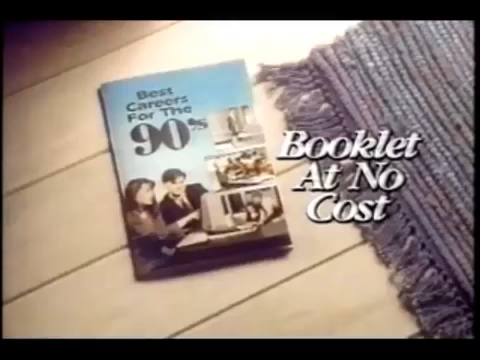 Best
Careers
For The
90's
Booklet
At No
Cost